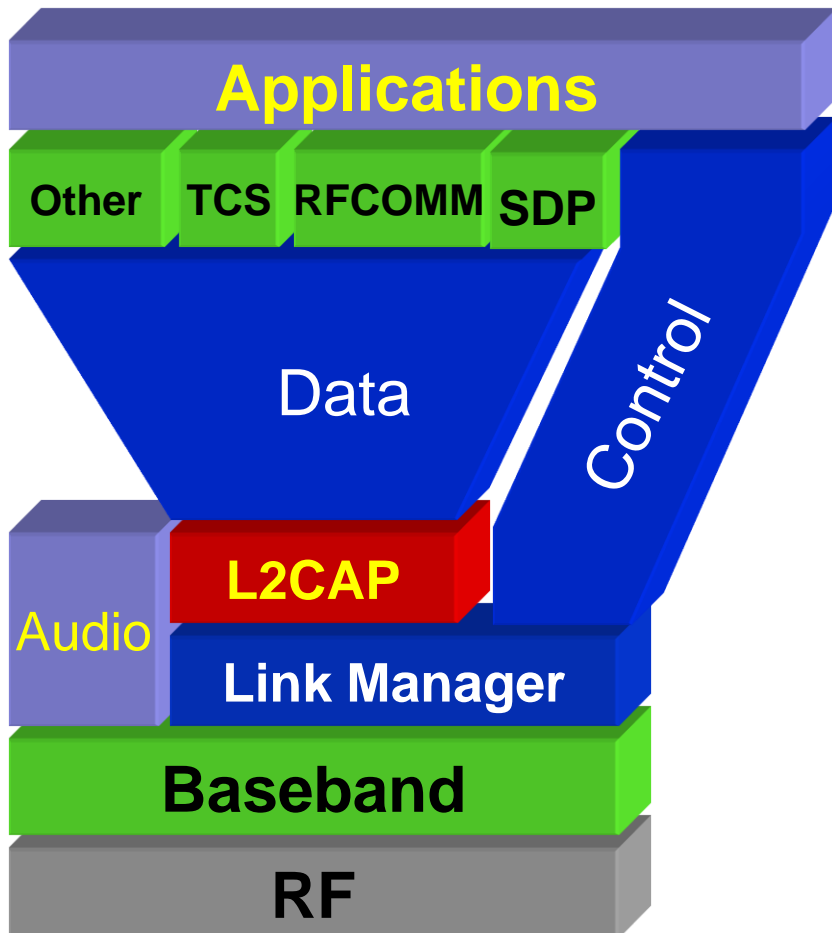 Applications
Other TCS RFCOMM SDP
Data
Control
L2CAP
Audio
Link Manager
Baseband
RF